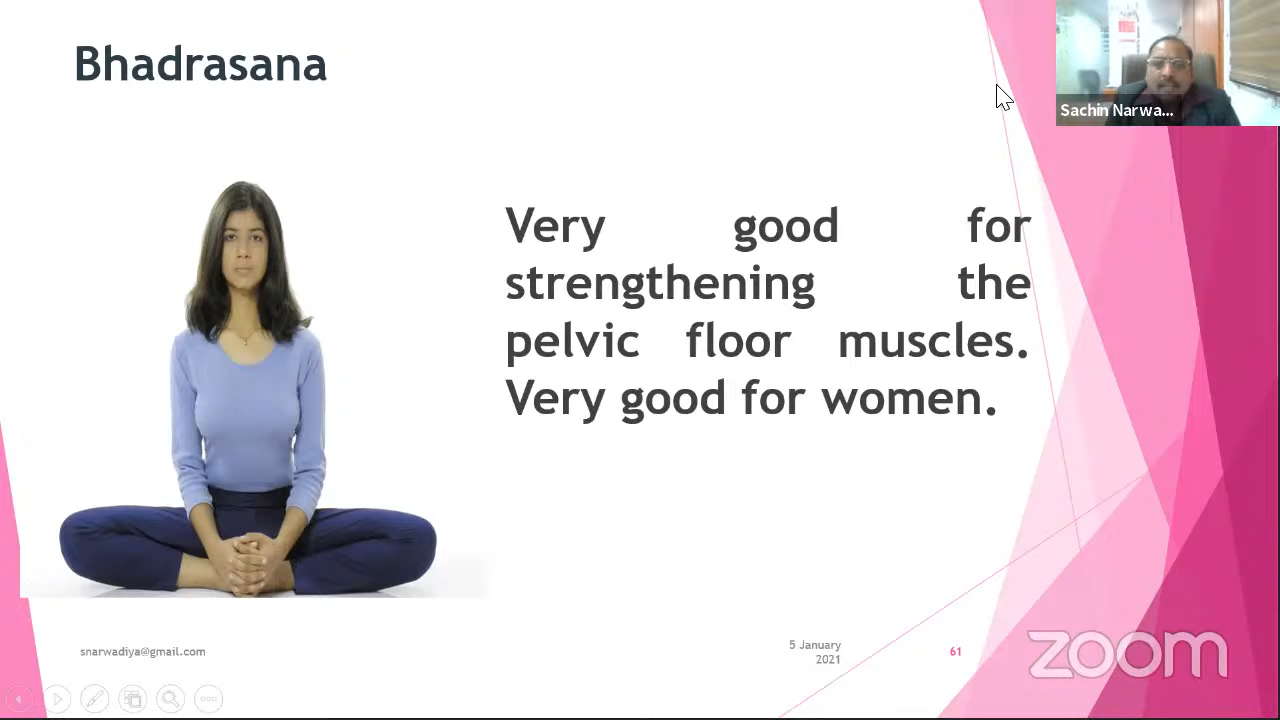 Bhadrasana
Sachin Narwa...
Very good for
strengthening the
pelvic floor muscles.
Very good for women.
snarwadiya@gmail.com
5 January
2021
61
zoom